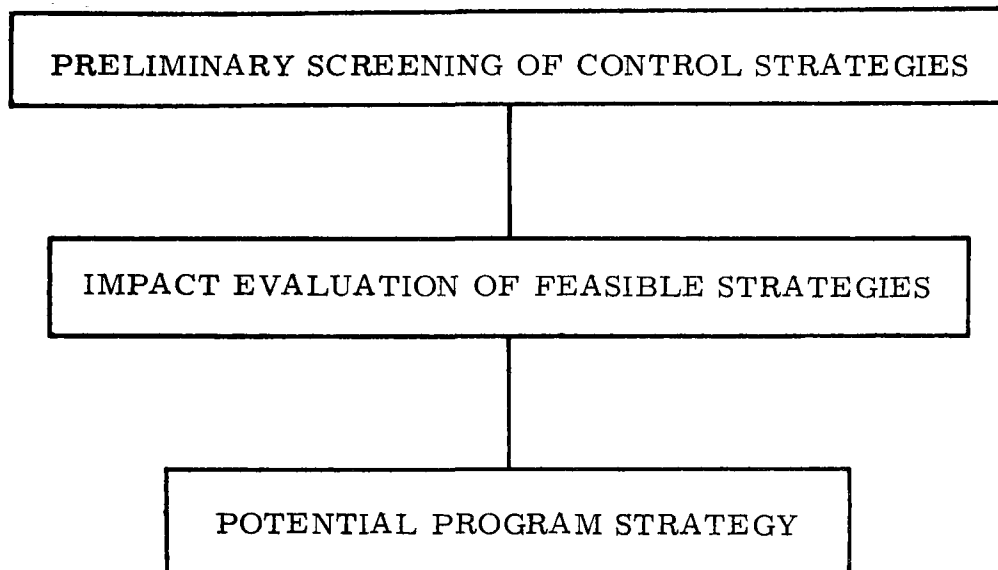 PRELIMINARY SCREENING OF CONTROL STRATEGIES
IMPACT EVALUATION OF FEASIBLE STRATEGIES
POTENTIAL PROGRAM STRATEGY